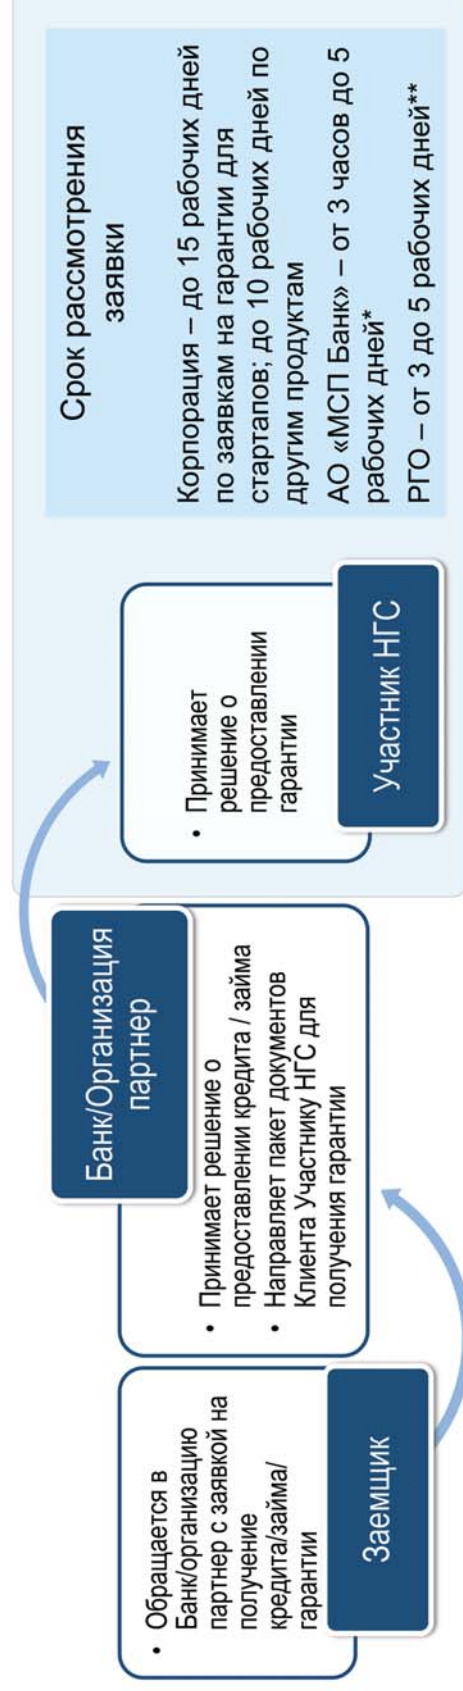 • Обращается в
Банк/организацию
партнер с заявкой на
получение
кредита/займа/
гарантии
Заемщик
Банк/Организация
партнер
• Принимает решение о
предоставлении кредита / займа
• Направляет пакет документов
Клиента Участнику НГС для
получения гарантии
• Принимает
решение о
предоставлении
гарантии
Участник НГС
Срок рассмотрения
заявки
Корпорация – до 15 рабочих дней
по заявкам на гарантии для
стартапов; до 10 рабочих дней по
другим продуктам
АО «МСП Банк» – от 3 часов до 5
рабочих дней*
РГО – от 3 до 5 рабочих дней**